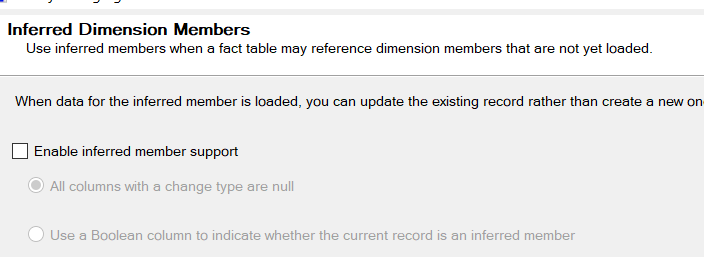 Inferred Dimension Members
Use inferred members when a fact table may reference dimension members that are not yet loaded.
When data for the inferred member is loaded, you can update the existing record rather than create a new on
Enable inferred member support
All columns with a change type are null
Use a Boolean column to indicate whether the current record is an inferred member